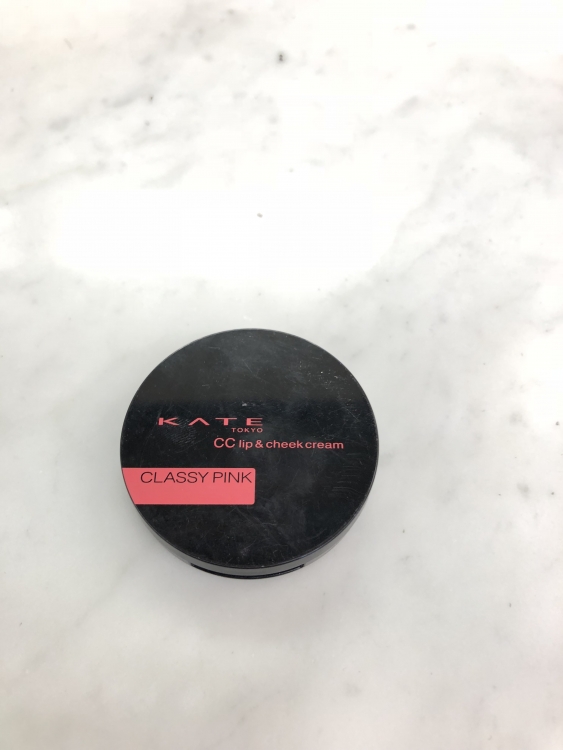 KATE
TOKYO
CC lip & cheek cream
CLASSY PINK